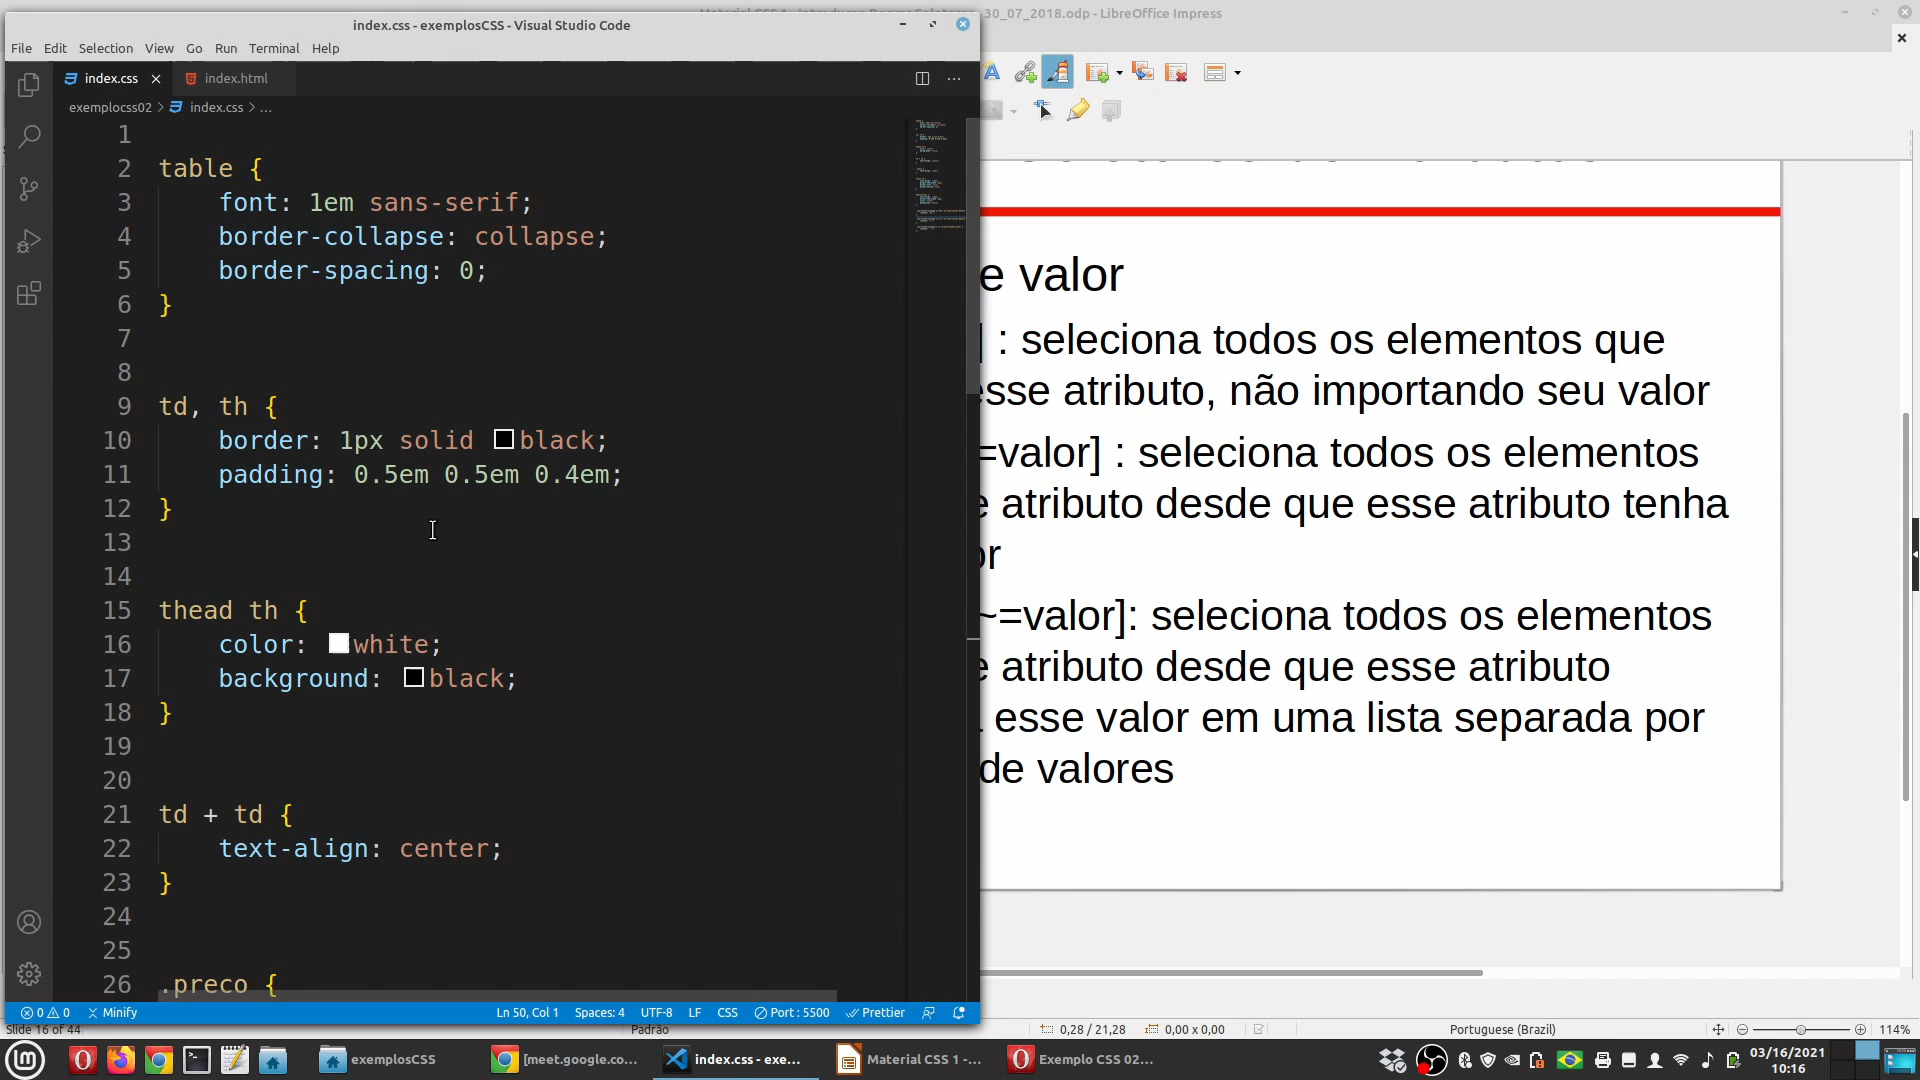 index.css - exemplosCSS - Visual Studio Code
30_07_2018.odp - LibreOffice Impress
File Edit Selection View Go Run Terminal Help
index.css
index.html
exemplocss02 > index.css > ...
1
2 table {
3 font: 1em sans-serif;
4 border-collapse: collapse;
5 border-spacing: 0;
6 }
7
8
9 td, th {
10 border: 1px solid black;
11 padding: 0.5em 0.5em 0.4em;
12 }
13
14
15 thead th {
16 color: white;
17 background: black;
18 }
19
20
21 td + td {
22 text-align: center;
23 }
24
25
26 .preco {
e valor
] : seleciona todos os elementos que
esse atributo, não importando seu valor
=valor] : seleciona todos os elementos
e atributo desde que esse atributo tenha
or
~=valor]: seleciona todos os elementos
e atributo desde que esse atributo
esse valor em uma lista separada por
de valores
0 0 Minify
Ln 50, Col 1 Spaces: 4 UTF-8 LF CSS Port : 5500 Prettier
Slide 16 of 44
Padrão
0,28 / 21,28
0,00 x 0,00
Portuguese (Brazil)
114%
exemplosCSS
[meet.google.co...
index.css - exe...
Material CSS 1 -...
Exemplo CSS 02...
03/16/2021
10:16